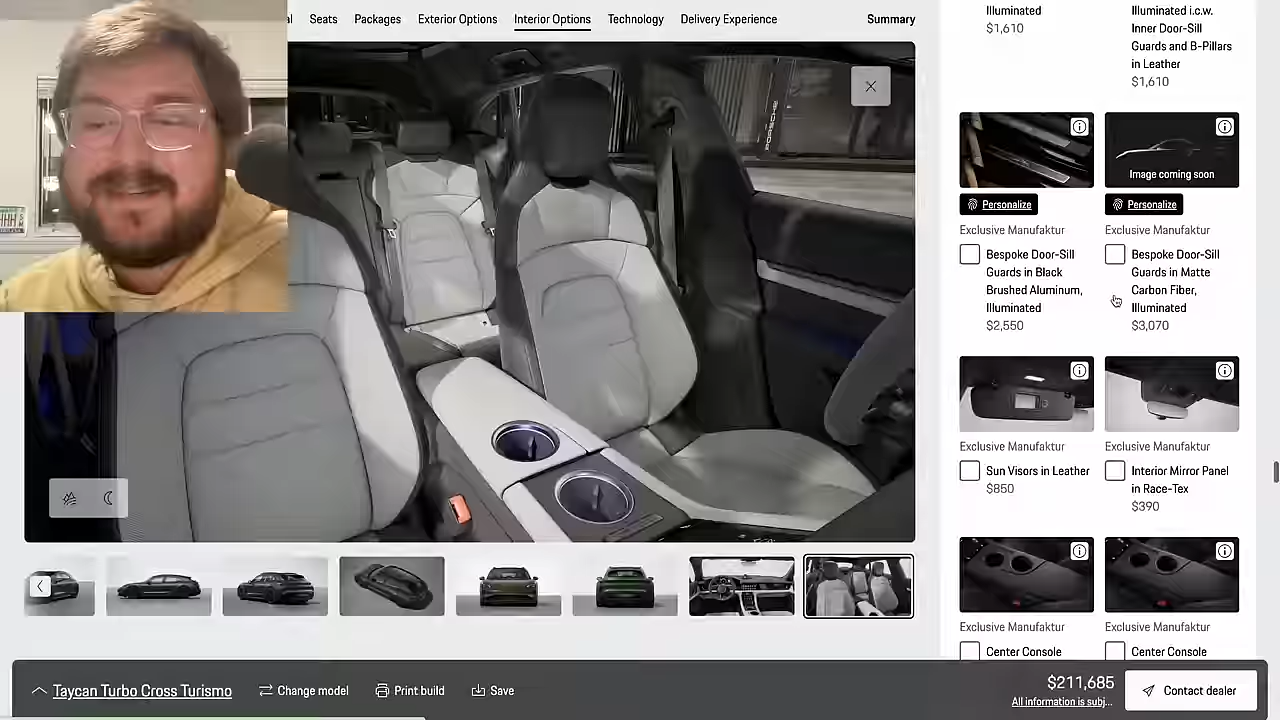 Seats
Packages
Exterior Options
Interior Options
Technology
Delivery Experience
Summary
PORSCHE
Illuminated
$1,610
Illuminated i.c.w.
Inner Door-Sill
Guards and B-Pillars
in Leather
$1,610
Image coming soon
Personalize
Personalize
Exclusive Manufaktur
Bespoke Door-Sill
Guards in Black
Brushed Aluminum,
Illuminated
$2,550
Exclusive Manufaktur
Bespoke Door-Sill
Guards in Matte
Carbon Fiber,
Illuminated
$3,070
Exclusive Manufaktur
Sun Visors in Leather
$850
Exclusive Manufaktur
Interior Mirror Panel
in Race-Tex
$390
Exclusive Manufaktur
Center Console
Exclusive Manufaktur
Center Console
Taycan Turbo Cross Turismo
Change model
Print build
Save
$211,685
All information is subj...
Contact dealer